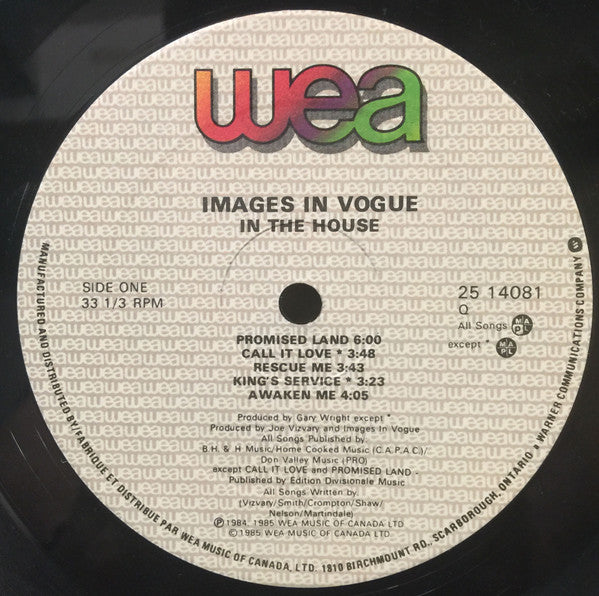 wea
IMAGES IN VOGUE
IN THE HOUSE
SIDE ONE
33 1/3 RPM
25 14081
Q
All Songs MAPL
except * MAPL
PROMISED LAND 6:00
CALL IT LOVE * 3:48
RESCUE ME 3:43
KING'S SERVICE * 3:23
AWAKEN ME 4:05
Produced by Gary Wright except *
Produced by Joe Vizvary and Images In Vogue
All Songs Published by
B.H. & H Music/Home Cooked Music (C.A.P.A.C.)/
Don Valley Music (PRO)
except CALL IT LOVE and PROMISED LAND -
Published by Edition Divisionale Music
All Songs Written by
(Vizvary/Smith/Crompton/Shaw/
Nelson/Martindale)
℗ 1984, 1985 WEA MUSIC OF CANADA LTD
© 1985 WEA MUSIC OF CANADA LTD.
MANUFACTURED AND DISTRIBUTED BY/FABRIQUE ET DISTRIBUE PAR WEA MUSIC OF CANADA, LTD. 1810 BIRCHMOUNT RD., SCARBOROUGH, ONTARIO • WARNER COMMUNICATIONS COMPANY